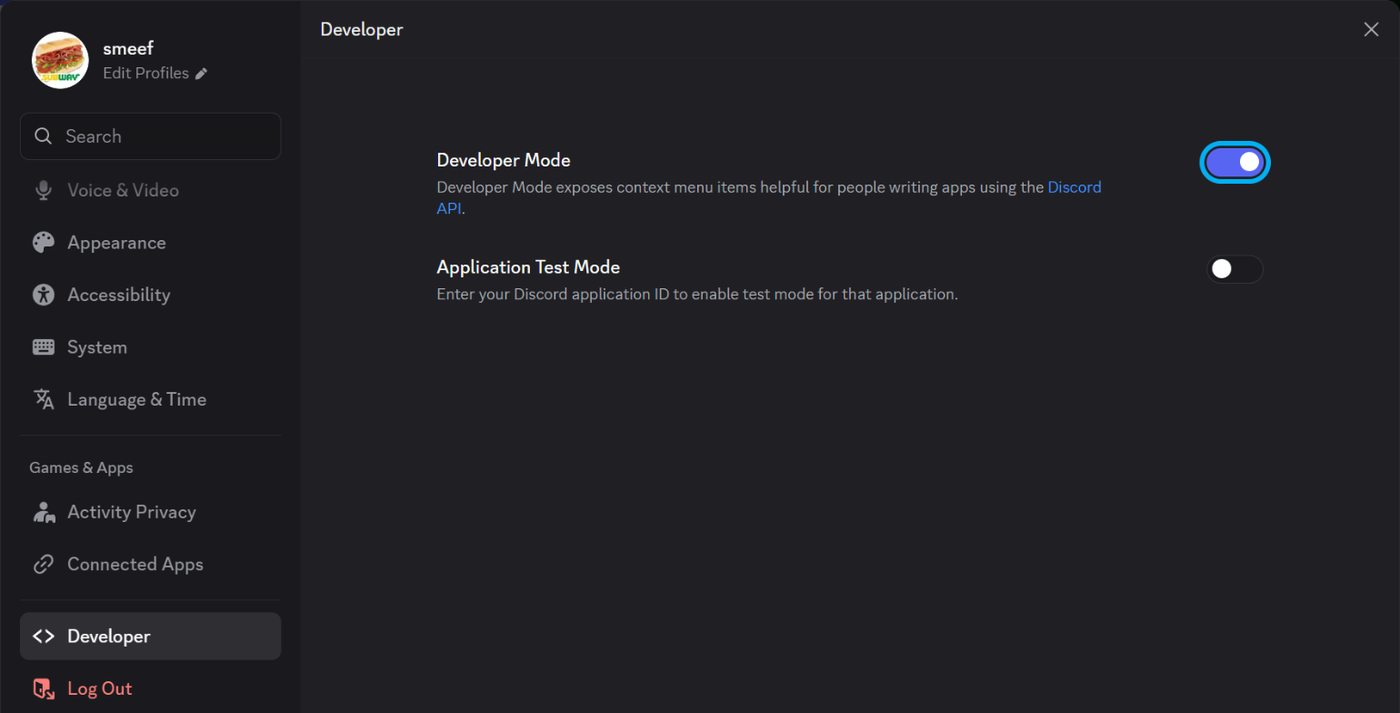 smeef
Edit Profiles
SUBWAY
Search
Voice & Video
Appearance
Accessibility
System
Language & Time
Games & Apps
Activity Privacy
Connected Apps
Developer
Log Out
Developer
Developer Mode
Developer Mode exposes context menu items helpful for people writing apps using the Discord
API.
Application Test Mode
Enter your Discord application ID to enable test mode for that application.